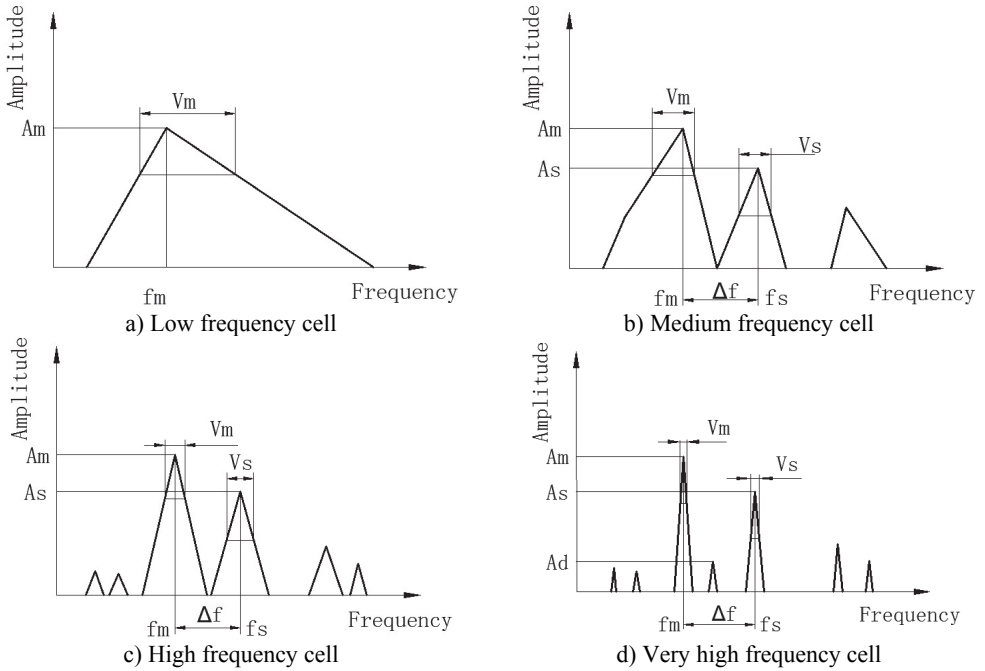 Amplitude
Vm
Am
fm
Frequency
a) Low frequency cell
Amplitude
Vm
Am
Vs
As
fm
Δf
fs
Frequency
b) Medium frequency cell
Amplitude
Vm
Am
Vs
As
fm
Δf
fs
Frequency
c) High frequency cell
Amplitude
Vm
Am
Vs
As
Ad
fm
Δf
fs
Frequency
d) Very high frequency cell